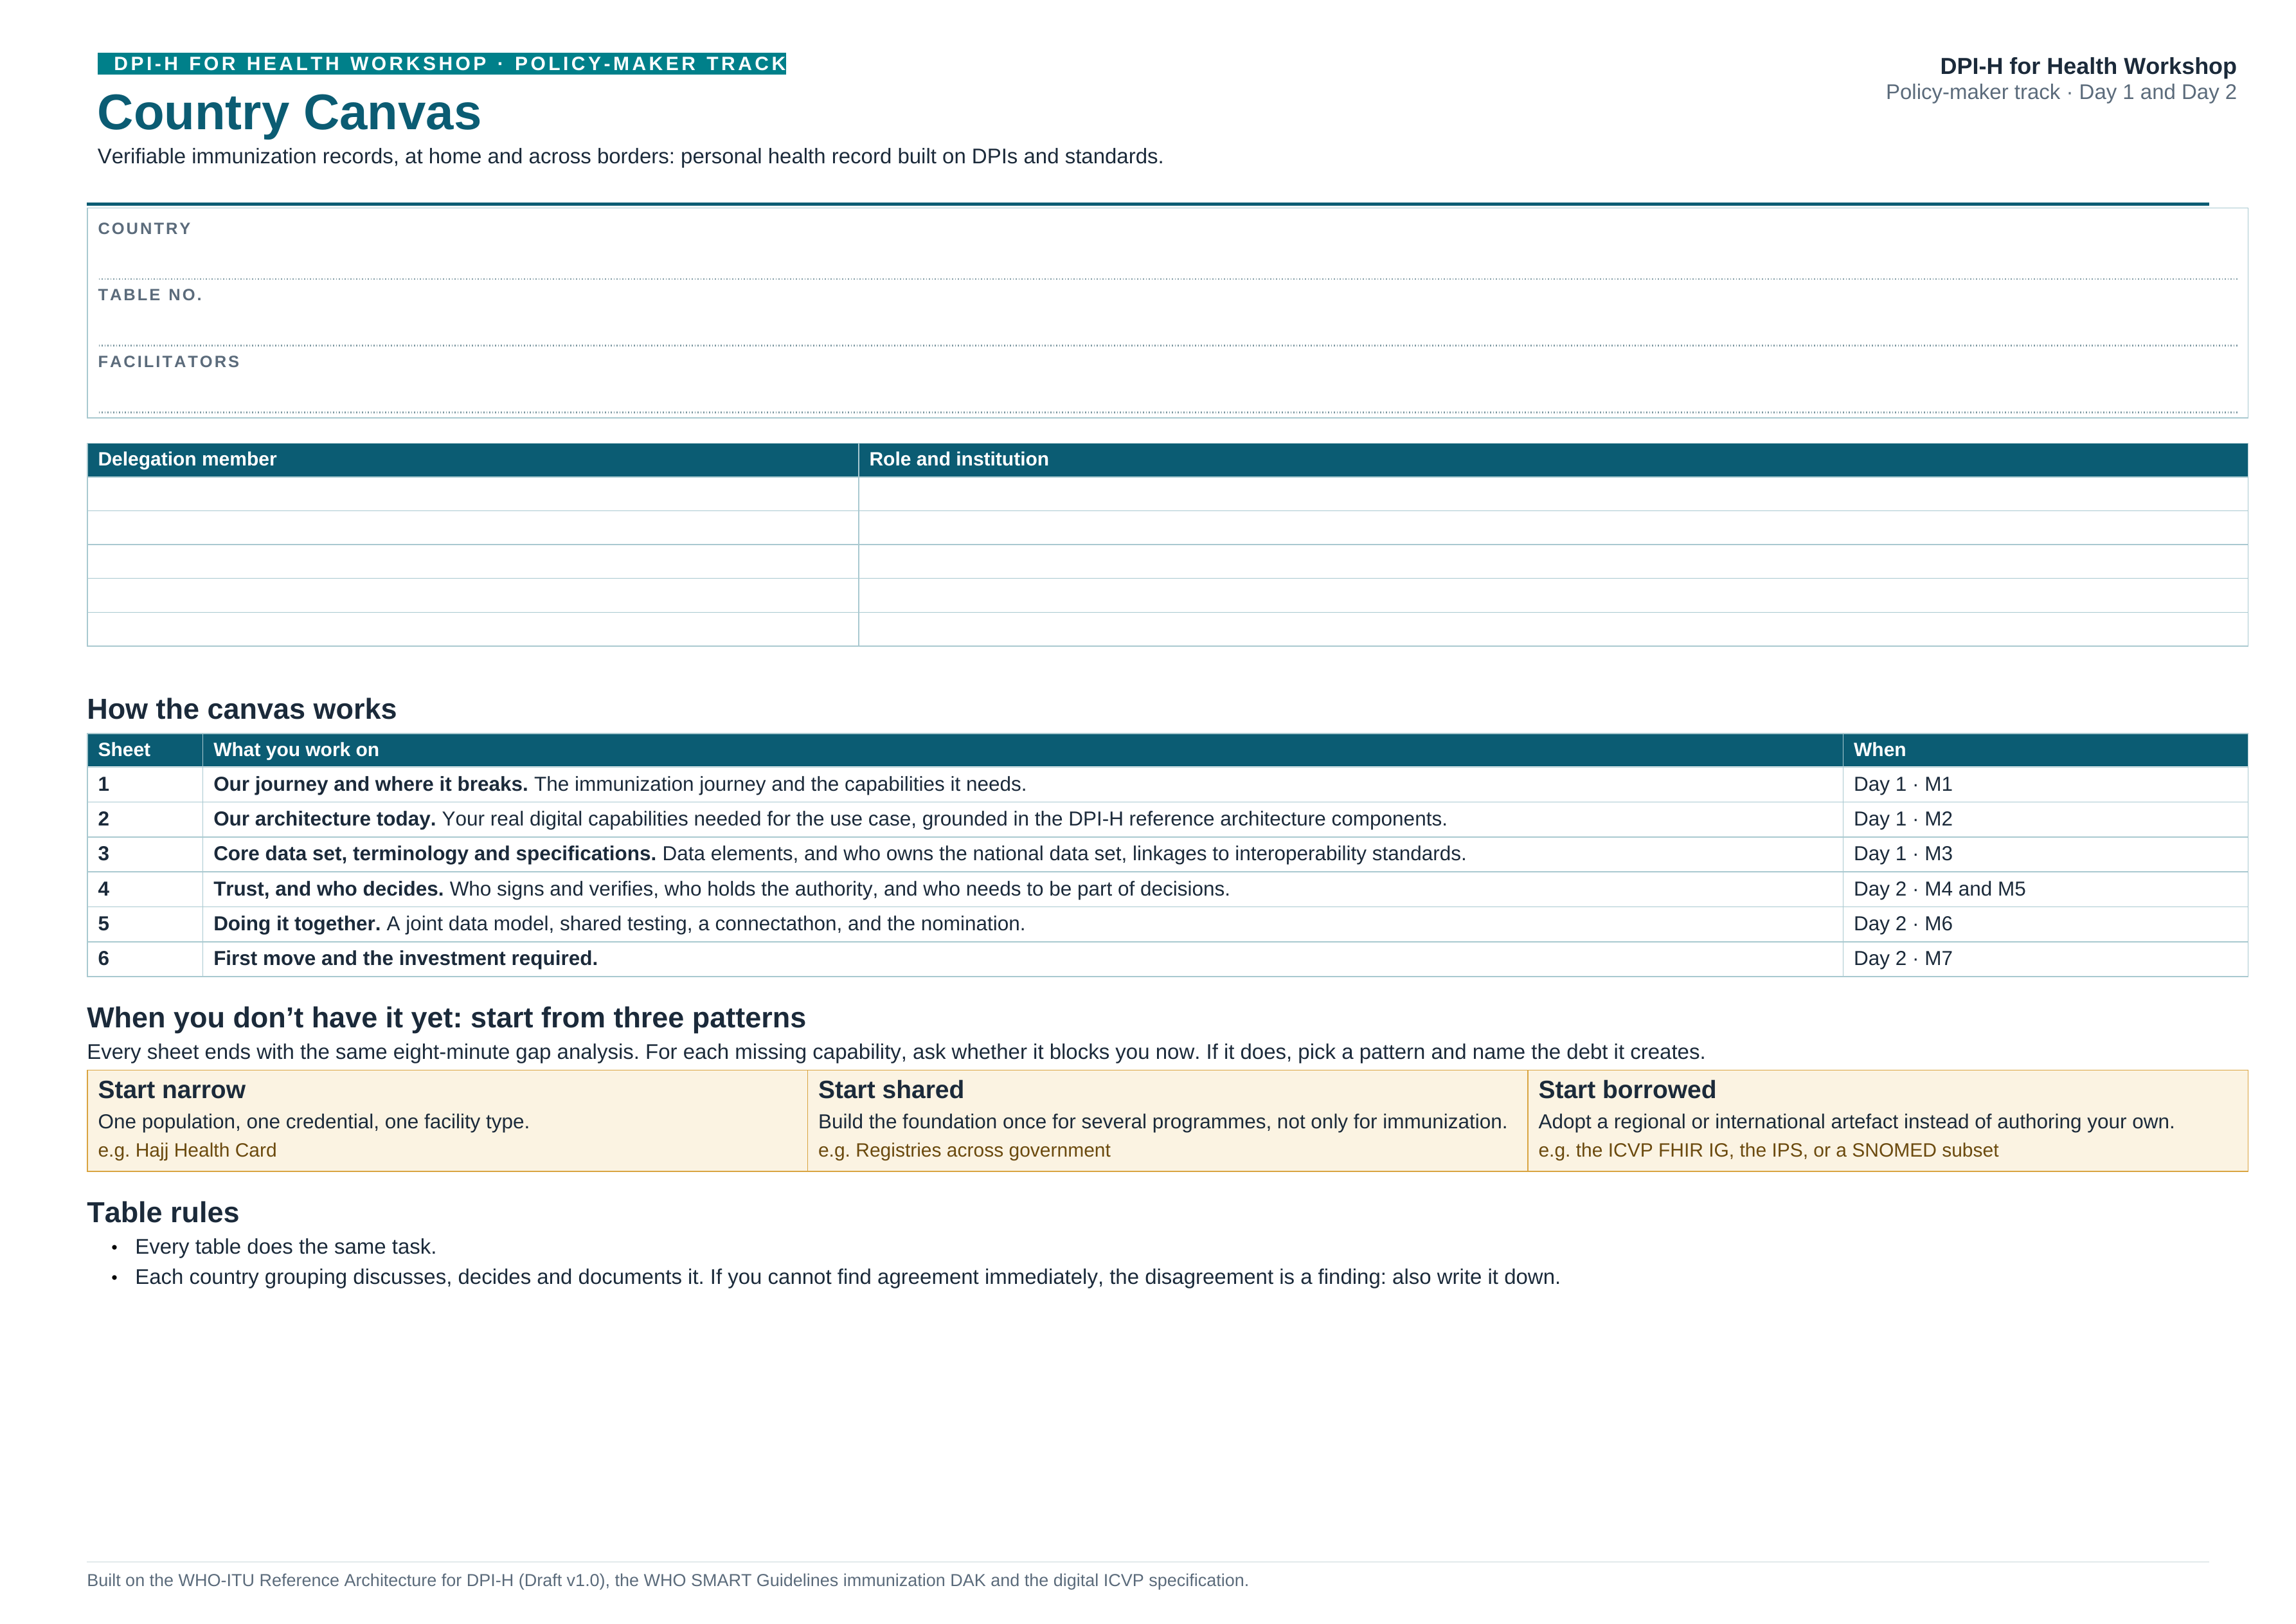 DPI-H FOR HEALTH WORKSHOP · POLICY-MAKER TRACK
Country Canvas
Verifiable immunization records, at home and across borders: personal health record built on DPIs and standards.
DPI-H for Health Workshop
Policy-maker track · Day 1 and Day 2
COUNTRY
TABLE NO.
FACILITATORS
Delegation member Role and institution
How the canvas works
Sheet What you work on When
1 Our journey and where it breaks. The immunization journey and the capabilities it needs. Day 1 · M1
2 Our architecture today. Your real digital capabilities needed for the use case, grounded in the DPI-H reference architecture components. Day 1 · M2
3 Core data set, terminology and specifications. Data elements, and who owns the national data set, linkages to interoperability standards. Day 1 · M3
4 Trust, and who decides. Who signs and verifies, who holds the authority, and who needs to be part of decisions. Day 2 · M4 and M5
5 Doing it together. A joint data model, shared testing, a connectathon, and the nomination. Day 2 · M6
6 First move and the investment required. Day 2 · M7
When you don’t have it yet: start from three patterns
Every sheet ends with the same eight-minute gap analysis. For each missing capability, ask whether it blocks you now. If it does, pick a pattern and name the debt it creates.
Start narrow
One population, one credential, one facility type.
e.g. Hajj Health Card
Start shared
Build the foundation once for several programmes, not only for immunization.
e.g. Registries across government
Start borrowed
Adopt a regional or international artefact instead of authoring your own.
e.g. the ICVP FHIR IG, the IPS, or a SNOMED subset
Table rules
• Every table does the same task.
• Each country grouping discusses, decides and documents it. If you cannot find agreement immediately, the disagreement is a finding: also write it down.
Built on the WHO-ITU Reference Architecture for DPI-H (Draft v1.0), the WHO SMART Guidelines immunization DAK and the digital ICVP specification.